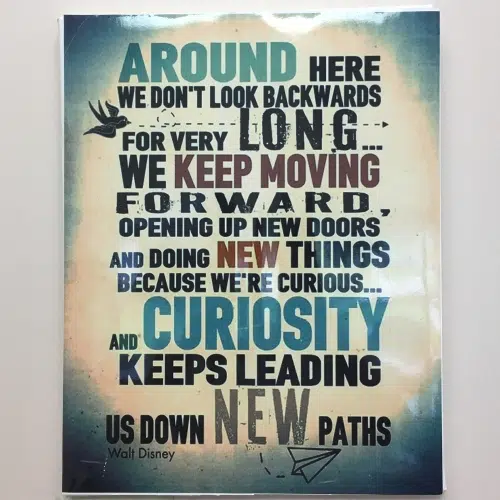 AROUND HERE
WE DON'T LOOK BACKWARDS
FOR VERY LONG...
WE KEEP MOVING
FORWARD,
OPENING UP NEW DOORS
AND DOING NEW THINGS
BECAUSE WE'RE CURIOUS...
AND CURIOSITY
KEEPS LEADING
US DOWN NEW PATHS
Walt Disney